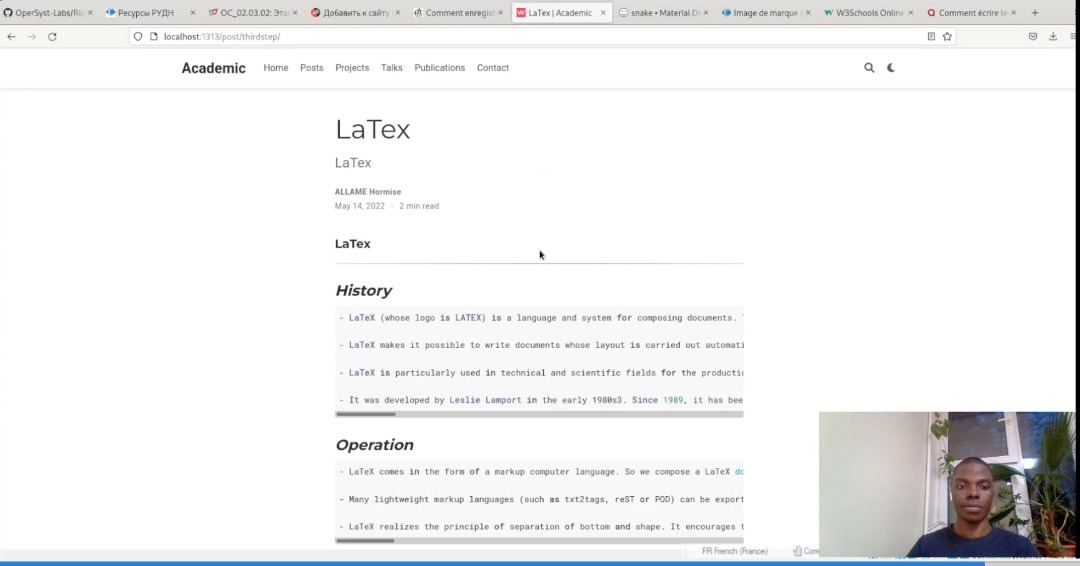 OperSyst-Labs/Rk
Ресурсы РУДН
ОС_02.03.02: Эта
Добавить к сайту
Comment enregist
LaTex | Academic
snake • Material D
Image de marque
W3Schools Online
Comment écrire le
localhost:1313/post/thirdstep/
Academic
Home
Posts
Projects
Talks
Publications
Contact
LaTex
LaTex
ALLAME Hormise
May 14, 2022 · 2 min read
LaTex
History
- LaTeX (whose logo is LATEX) is a language and system for composing documents.
- LaTeX makes it possible to write documents whose layout is carried out automati
- LaTeX is particularly used in technical and scientific fields for the productio
- It was developed by Leslie Lamport in the early 1980s3. Since 1989, it has bee
Operation
- LaTeX comes in the form of a markup computer language. So we compose a LaTeX do
- Many lightweight markup languages (such as txt2tags, reST or POD) can be export
- LaTeX realizes the principle of separation of bottom and shape. It encourages t
FR French (France)